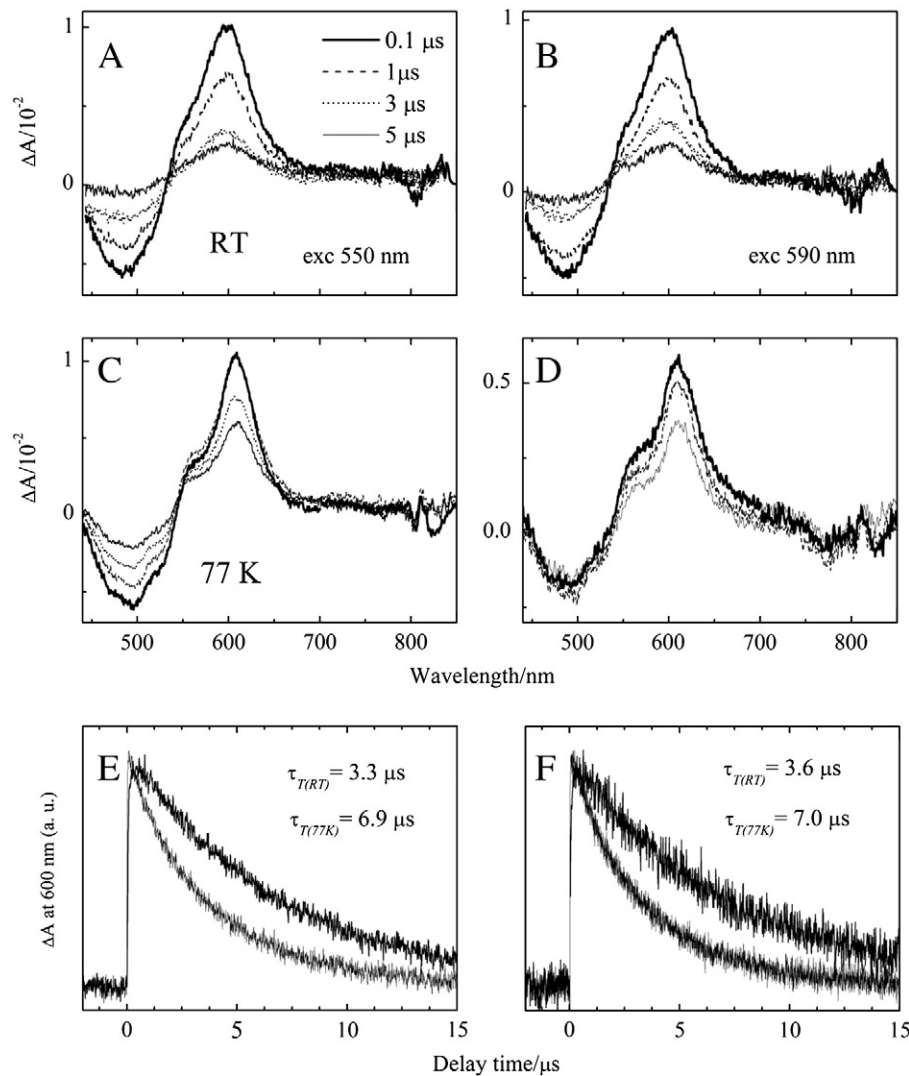 A
B
1
1
0.1 μs
1μs
3 μs
5 μs
ΔA/10⁻²
0
0
RT
exc 550 nm
exc 590 nm
C
D
1
0.5
ΔA/10⁻²
0
0.0
77 K
500 600 700 800
500 600 700 800
Wavelength/nm
E
F
τT(RT)= 3.3 μs
τT(77K)= 6.9 μs
τT(RT)= 3.6 μs
τT(77K)= 7.0 μs
ΔA at 600 nm (a. u.)
0 5 10 15
0 5 10 15
Delay time/μs